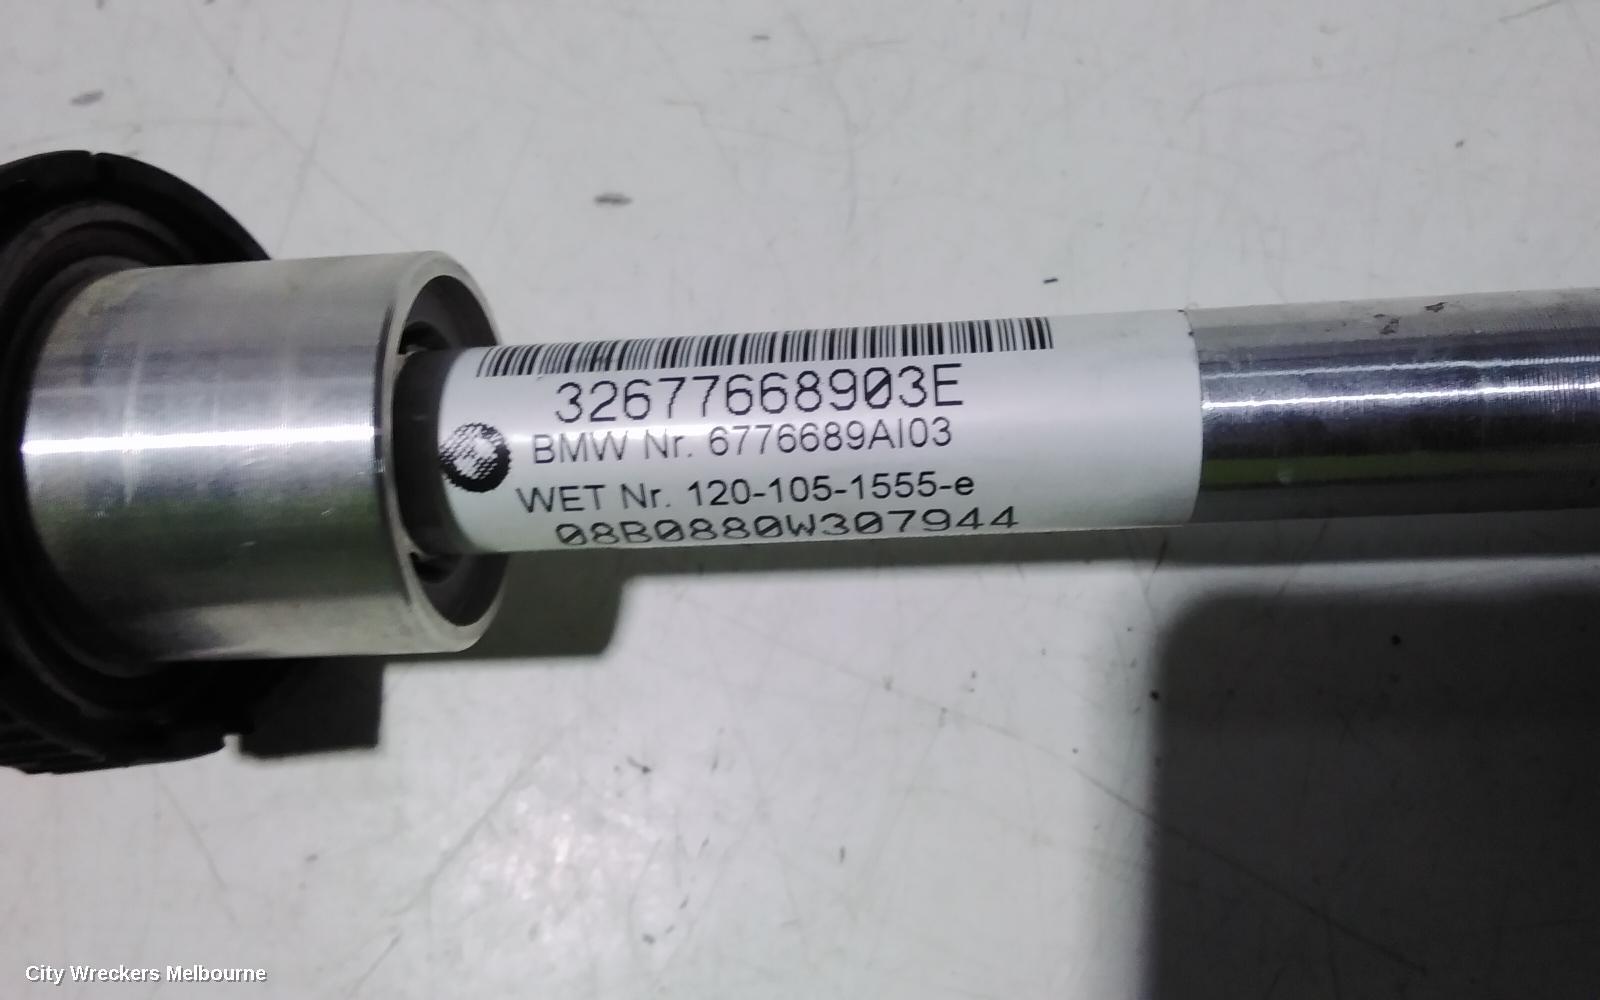 32677668903E
BMW Nr. 6776689AI03
WET Nr. 120-105-1555-e
08B0880W307944
City Wreckers Melbourne